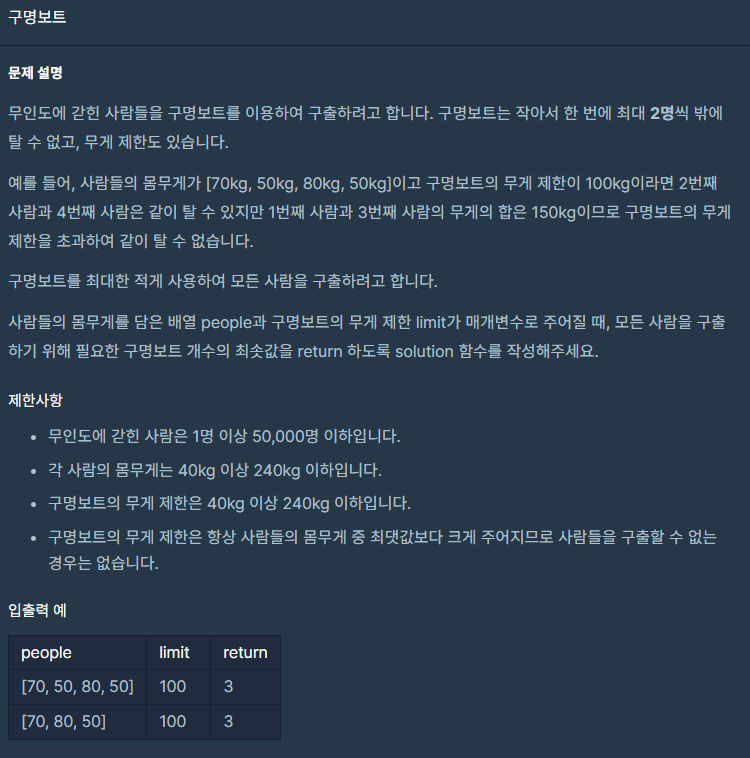 구명보트
문제 설명
무인도에 갇힌 사람들을 구명보트를 이용하여 구출하려고 합니다. 구명보트는 작아서 한 번에 최대 2명씩 밖에
탈 수 없고, 무게 제한도 있습니다.
예를 들어, 사람들의 몸무게가 [70kg, 50kg, 80kg, 50kg]이고 구명보트의 무게 제한이 100kg이라면 2번째
사람과 4번째 사람은 같이 탈 수 있지만 1번째 사람과 3번째 사람의 무게의 합은 150kg이므로 구명보트의 무게
제한을 초과하여 같이 탈 수 없습니다.
구명보트를 최대한 적게 사용하여 모든 사람을 구출하려고 합니다.
사람들의 몸무게를 담은 배열 people과 구명보트의 무게 제한 limit가 매개변수로 주어질 때, 모든 사람을 구출
하기 위해 필요한 구명보트 개수의 최솟값을 return 하도록 solution 함수를 작성해주세요.
제한사항
• 무인도에 갇힌 사람은 1명 이상 50,000명 이하입니다.
• 각 사람의 몸무게는 40kg 이상 240kg 이하입니다.
• 구명보트의 무게 제한은 40kg 이상 240kg 이하입니다.
• 구명보트의 무게 제한은 항상 사람들의 몸무게 중 최댓값보다 크게 주어지므로 사람들을 구출할 수 없는
경우는 없습니다.
입출력 예
people limit return
[70, 50, 80, 50] 100 3
[70, 80, 50] 100 3